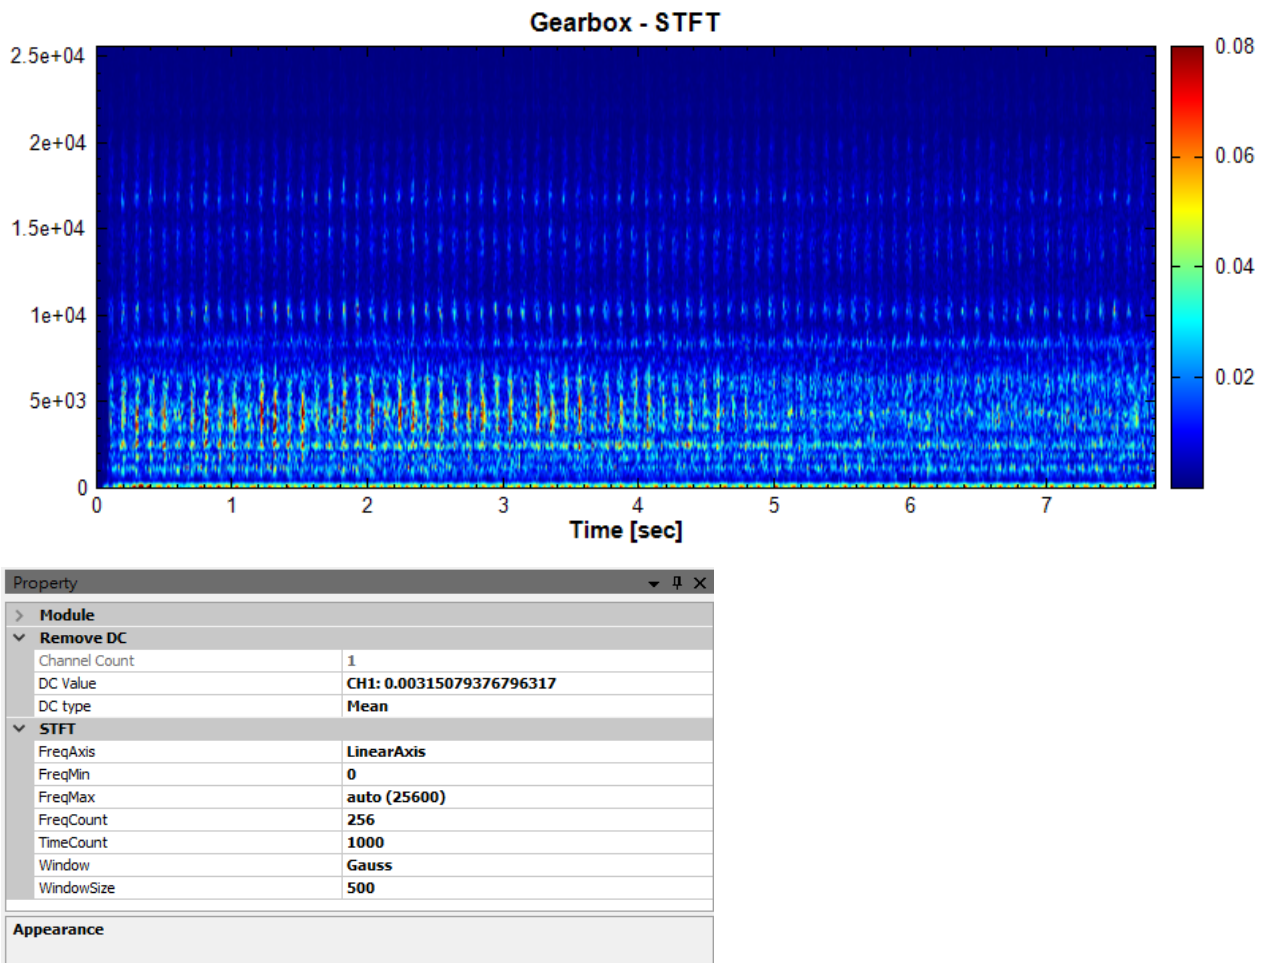 Gearbox - STFT
2.5e+04
2e+04
1.5e+04
1e+04
5e+03
0
0 1 2 3 4 5 6 7
Time [sec]
0.08
0.06
0.04
0.02
Property
Module
Remove DC
Channel Count 1
DC Value CH1: 0.00315079376796317
DC type Mean
STFT
FreqAxis LinearAxis
FreqMin 0
FreqMax auto (25600)
FreqCount 256
TimeCount 1000
Window Gauss
WindowSize 500
Appearance